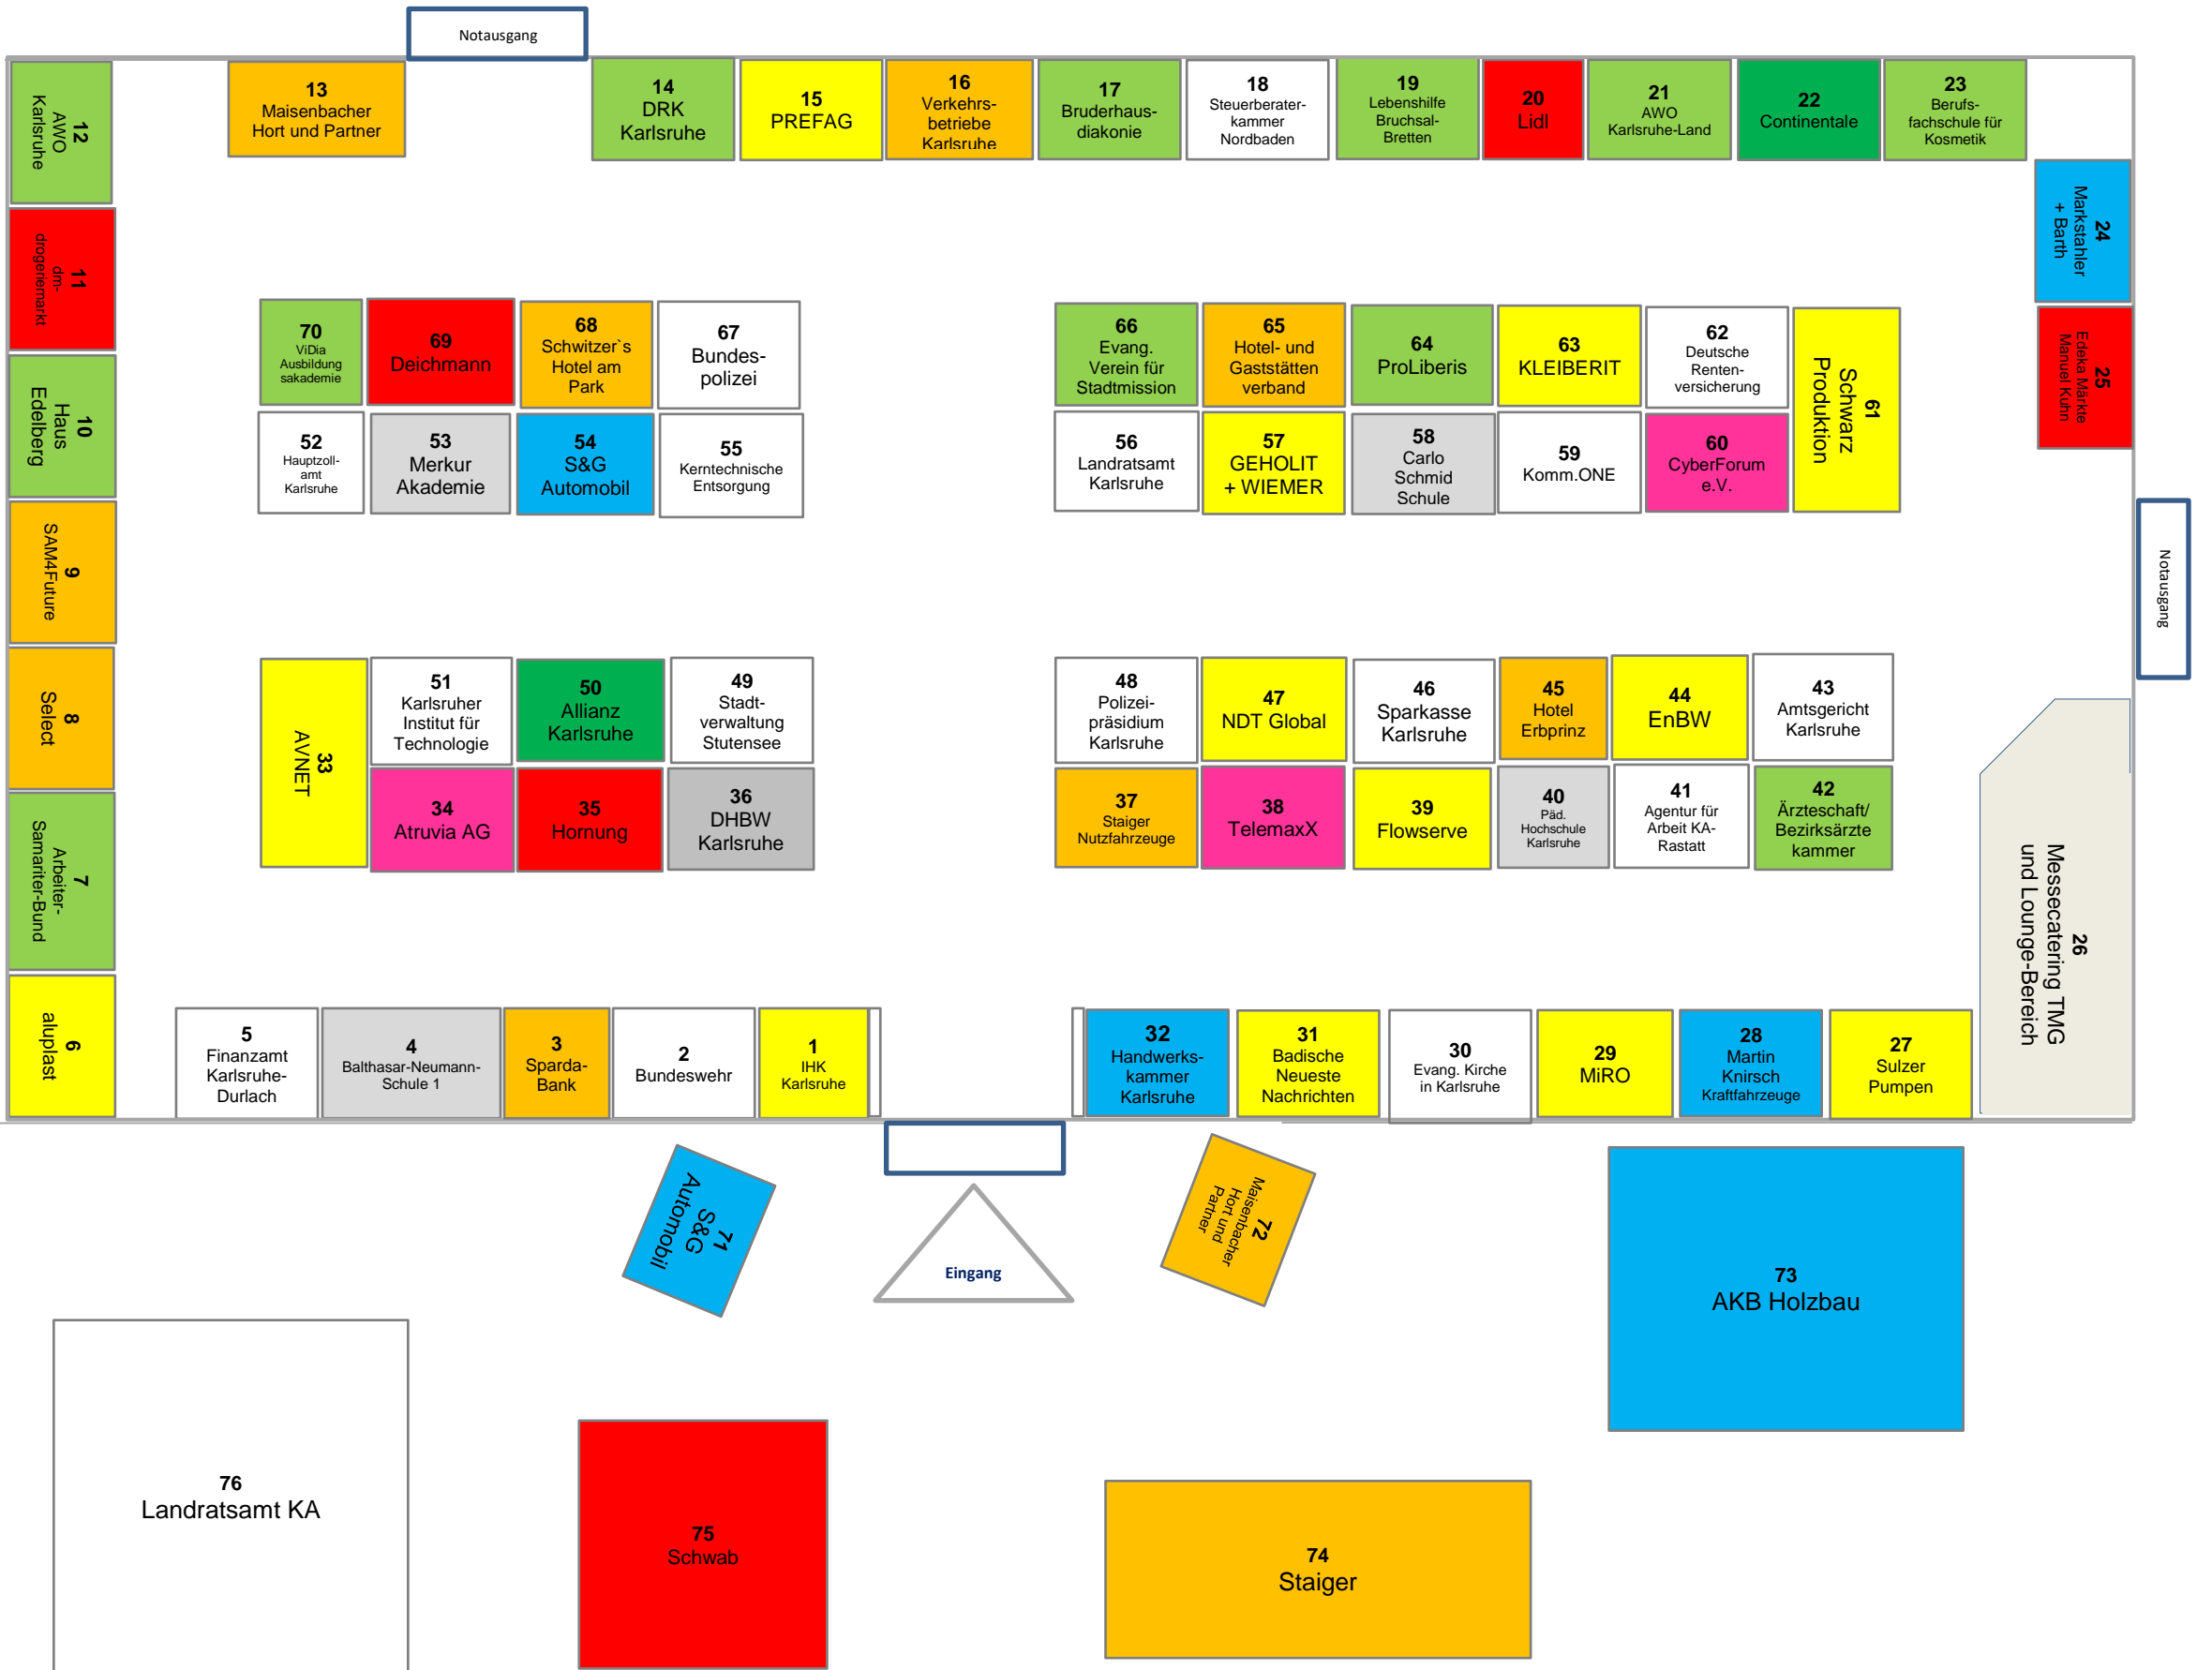 Notausgang
12
AWO
Karlsruhe
13
Maisenbacher
Hort und Partner
14
DRK
Karlsruhe
15
PREFAG
16
Verkehrs-
betriebe
Karlsruhe
17
Bruderhaus-
diakonie
18
Steuerberater-
kammer
Nordbaden
19
Lebenshilfe
Bruchsal-
Bretten
20
Lidl
21
AWO
Karlsruhe-Land
22
Continentale
23
Berufs-
fachschule für
Kosmetik
24
Markstahler
+ Barth
11
dm-
drogeriemarkt
25
Edeka Märkte
Manuel Kuhn
70
ViDia
Ausbildung
sakademie
69
Deichmann
68
Schwitzer`s
Hotel am
Park
67
Bundes-
polizei
66
Evang.
Verein für
Stadtmission
65
Hotel- und
Gaststätten
verband
64
ProLiberis
63
KLEIBERIT
62
Deutsche
Renten-
versicherung
61
Schwarz
Produktion
10
Haus
Edelberg
52
Hauptzoll-
amt
Karlsruhe
53
Merkur
Akademie
54
S&G
Automobil
55
Kerntechnische
Entsorgung
56
Landratsamt
Karlsruhe
57
GEHOLIT
+ WIEMER
58
Carlo
Schmid
Schule
59
Komm.ONE
60
CyberForum
e.V.
Notausgang
9
SAM4Future
8
Select
33
AVNET
51
Karlsruher
Institut für
Technologie
50
Allianz
Karlsruhe
49
Stadt-
verwaltung
Stutensee
48
Polizei-
präsidium
Karlsruhe
47
NDT Global
46
Sparkasse
Karlsruhe
45
Hotel
Erbprinz
44
EnBW
43
Amtsgericht
Karlsruhe
34
Atruvia AG
35
Hornung
36
DHBW
Karlsruhe
37
Staiger
Nutzfahrzeuge
38
TelemaxX
39
Flowserve
40
Päd.
Hochschule
Karlsruhe
41
Agentur für
Arbeit KA-
Rastatt
42
Ärzteschaft/
Bezirksärzte
kammer
7
Arbeiter-
Samariter-Bund
26
Messecatering TMG
und Lounge-Bereich
6
aluplast
5
Finanzamt
Karlsruhe-
Durlach
4
Balthasar-Neumann-
Schule 1
3
Sparda-
Bank
2
Bundeswehr
1
IHK
Karlsruhe
32
Handwerks-
kammer
Karlsruhe
31
Badische
Neueste
Nachrichten
30
Evang. Kirche
in Karlsruhe
29
MiRO
28
Martin
Knirsch
Kraftfahrzeuge
27
Sulzer
Pumpen
71
S&G
Automobil
Eingang
72
Maisenbacher
Hort und
Partner
73
AKB Holzbau
76
Landratsamt KA
75
Schwab
74
Staiger